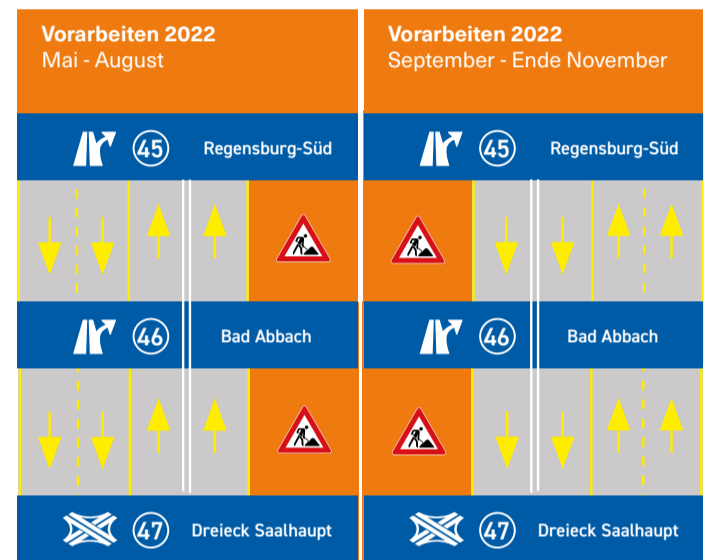 Vorarbeiten 2022
Mai - August
45 Regensburg-Süd
46 Bad Abbach
47 Dreieck Saalhaupt
Vorarbeiten 2022
September - Ende November
45 Regensburg-Süd
46 Bad Abbach
47 Dreieck Saalhaupt